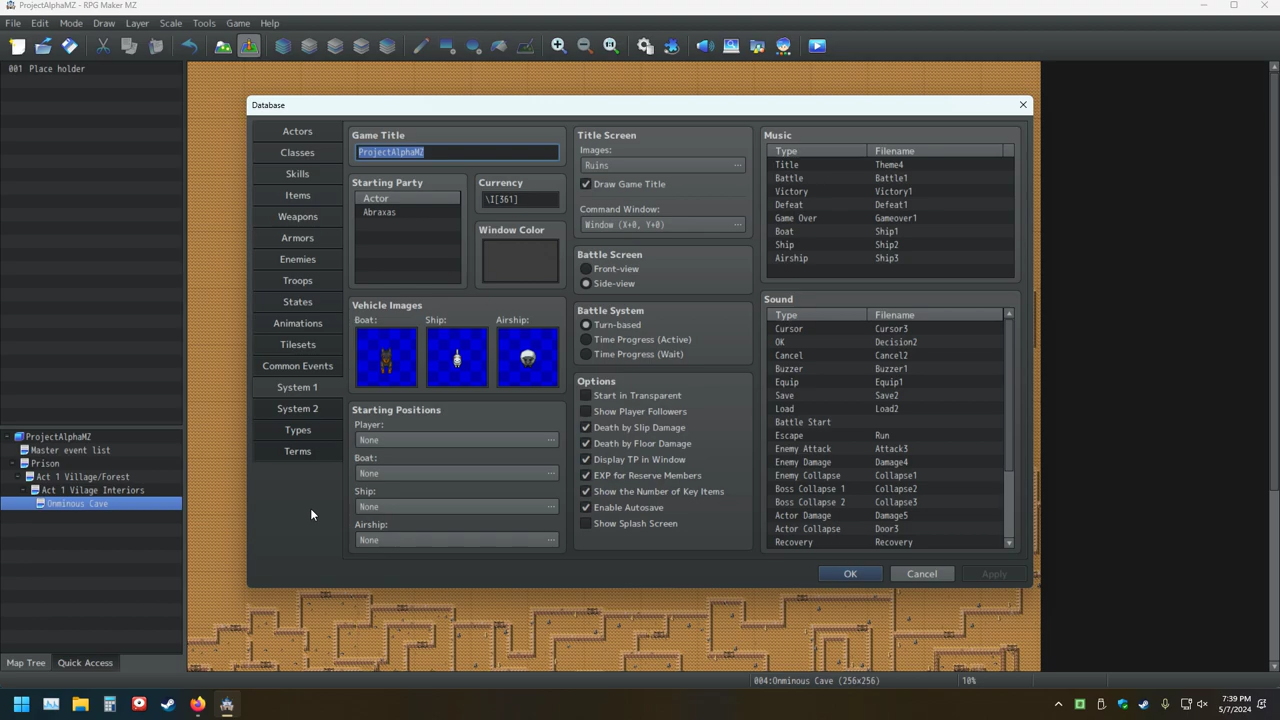 ProjectAlphaMZ - RPG Maker MZ
File Edit Mode Draw Layer Scale Tools Game Help
001 Place holder
Database
Actors
Classes
Skills
Items
Weapons
Armors
Enemies
Troops
States
Animations
Tilesets
Common Events
System 1
System 2
Types
Terms
Game Title
ProjectAlphaMZ
Starting Party
Actor
Abraxas
Currency
\I[361]
Window Color
Vehicle Images
Boat: Ship: Airship:
Starting Positions
Player:
None ...
Boat:
None ...
Ship:
None ...
Airship:
None ...
Title Screen
Images:
Ruins ...
Draw Game Title
Command Window:
Window (X+0, Y+0) ...
Battle Screen
Front-view
Side-view
Battle System
Turn-based
Time Progress (Active)
Time Progress (Wait)
Options
Start in Transparent
Show Player Followers
Death by Slip Damage
Death by Floor Damage
Display TP in Window
EXP for Reserve Members
Show the Number of Key Items
Enable Autosave
Show Splash Screen
Music
Type Filename
Title Theme4
Battle Battle1
Victory Victory1
Defeat Defeat1
Game Over Gameover1
Boat Ship1
Ship Ship2
Airship Ship3
Sound
Type Filename
Cursor Cursor3
OK Decision2
Cancel Cancel2
Buzzer Buzzer1
Equip Equip1
Save Save2
Load Load2
Battle Start
Escape Run
Enemy Attack Attack3
Enemy Damage Damage4
Enemy Collapse Collapse1
Boss Collapse 1 Collapse2
Boss Collapse 2 Collapse3
Actor Damage Damage5
Actor Collapse Door3
Recovery Recovery
OK Cancel Apply
ProjectAlphaMZ
Master event list
Prison
Act 1 Village/Forest
Act 1 Vilage Interiors
Onminous Cave
Map Tree Quick Access
004:Onminous Cave (256x256) 10%
7:39 PM
5/7/2024